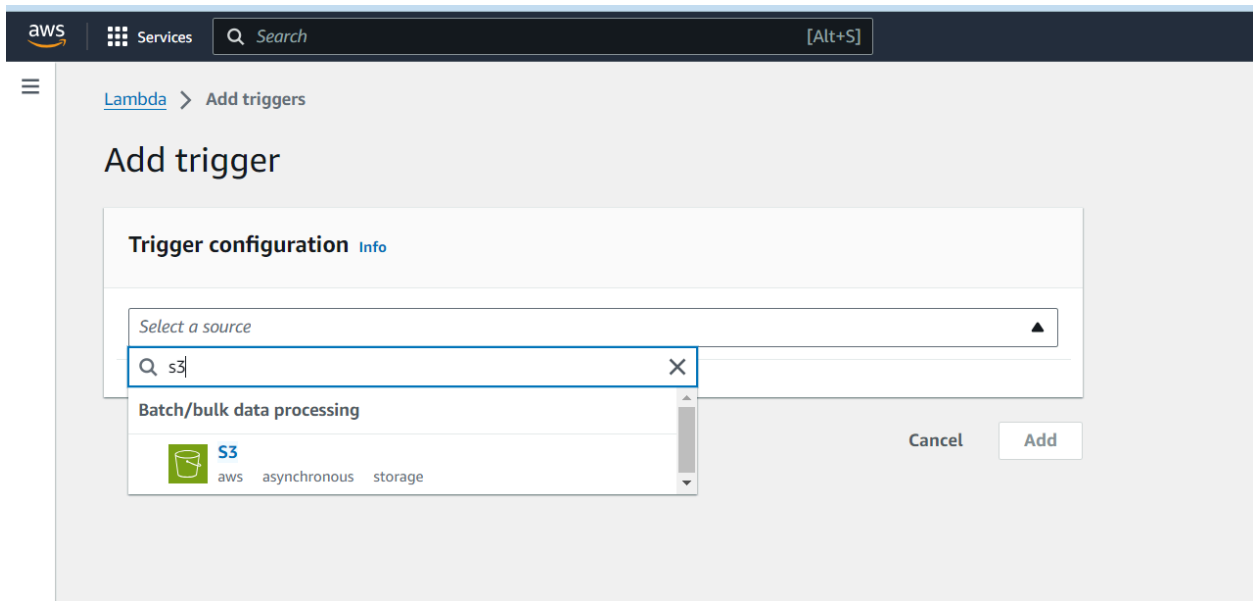 aws Services Search [Alt+S]
Lambda Add triggers
Add trigger
Trigger configuration Info
Select a source
s3
Batch/bulk data processing
S3
aws asynchronous storage
Cancel Add